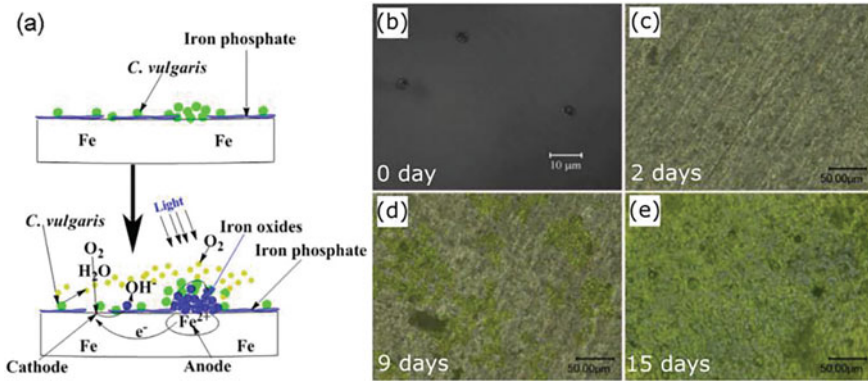 (a)
Iron phosphate
C. vulgaris
Fe
Fe
Light
Iron oxides
C. vulgaris
O2
O2
Iron phosphate
H2O
OH-
Fe2+
e-
Fe
Fe
Cathode
Anode
(b)
10 μm
0 day
(c)
2 days
50.00μm
(d)
9 days
50.00μm
(e)
15 days
50.00μm